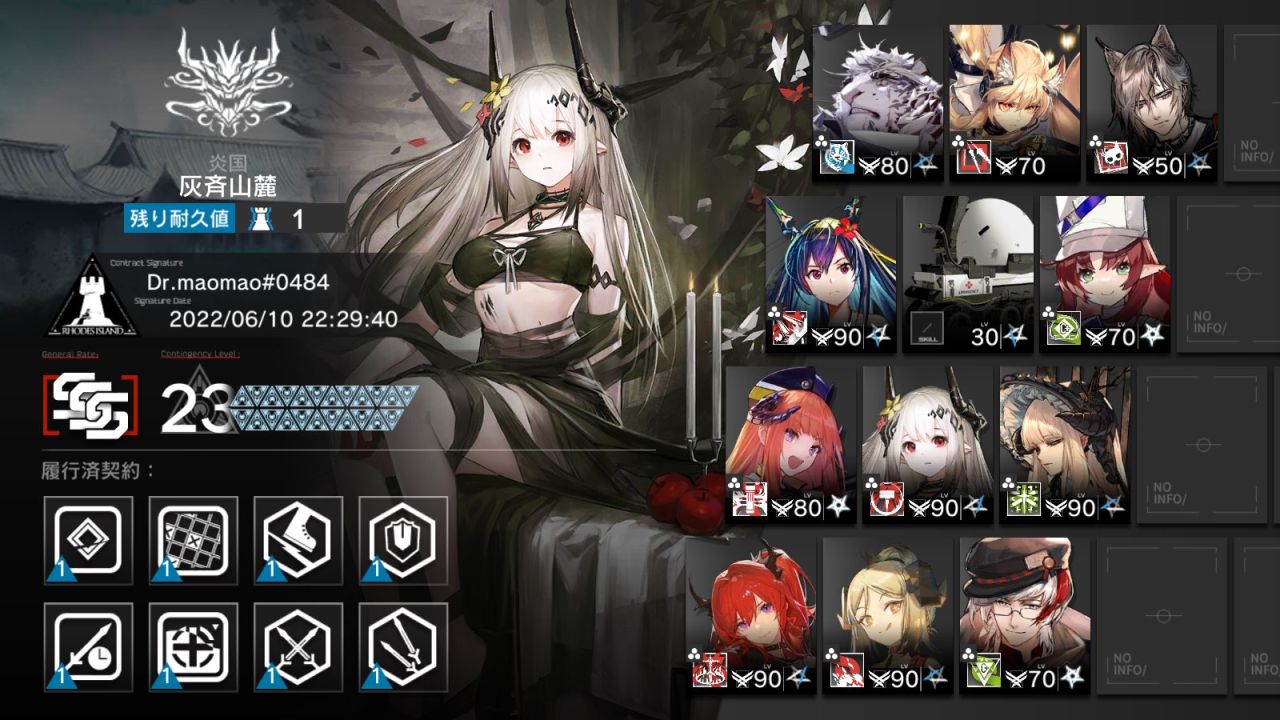 炎国
灰斉山麓
残り耐久値 1
Contract Signature
Dr.maomao#0484
Signature Date
2022/06/10 22:29:40
RHODES ISLAND
General Rate:
Contingency Level :
23
履行済契約：
1
1
1
1
1
1
1
1
LV
80
LV
70
LV
50
NO
INFO/
LV
90
SKILL
LV
30
LV
70
NO
INFO/
LV
80
LV
90
LV
90
NO
INFO/
LV
90
LV
90
LV
70
NO
INFO/
NO
INFO